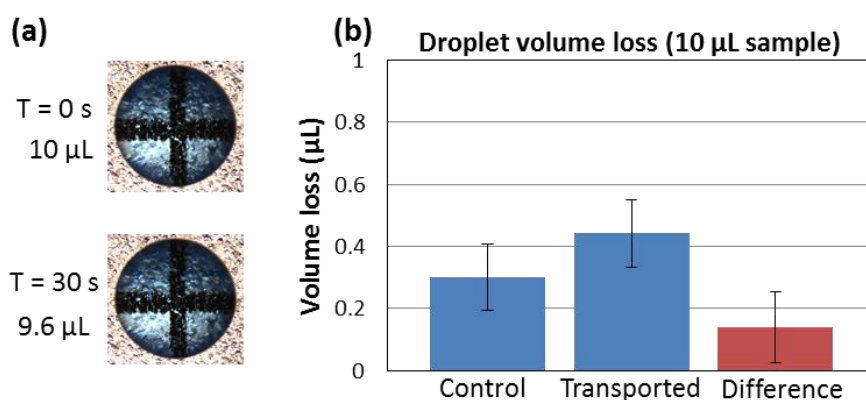 (a)
T = 0 s
10 µL
T = 30 s
9.6 µL
(b)
Droplet volume loss (10 µL sample)
Volume loss (µL)
1
0.8
0.6
0.4
0.2
0
Control Transported Difference